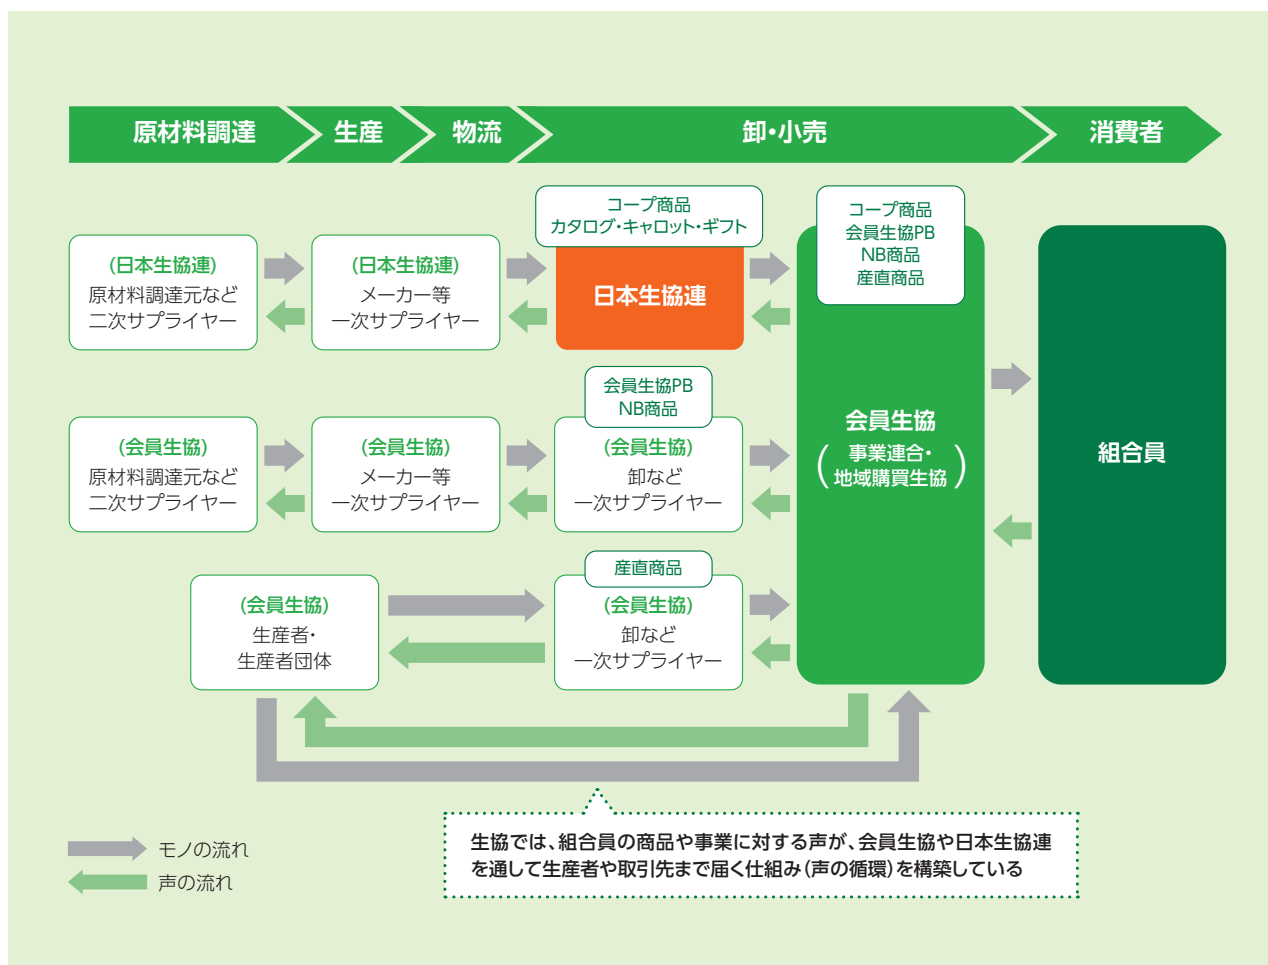 原材料調達
生産
物流
卸・小売
消費者
コープ商品
カタログ・キャロット・ギフト
コープ商品
会員生協PB
NB商品
産直商品
(日本生協連)
原材料調達元など
二次サプライヤー
(日本生協連)
メーカー等
一次サプライヤー
日本生協連
会員生協PB
NB商品
(会員生協)
原材料調達元など
二次サプライヤー
(会員生協)
メーカー等
一次サプライヤー
(会員生協)
卸など
一次サプライヤー
会員生協
(事業連合・
地域購買生協)
組合員
産直商品
(会員生協)
生産者・
生産者団体
(会員生協)
卸など
一次サプライヤー
生協では、組合員の商品や事業に対する声が、会員生協や日本生協連
を通して生産者や取引先まで届く仕組み(声の循環)を構築している
モノの流れ
声の流れ